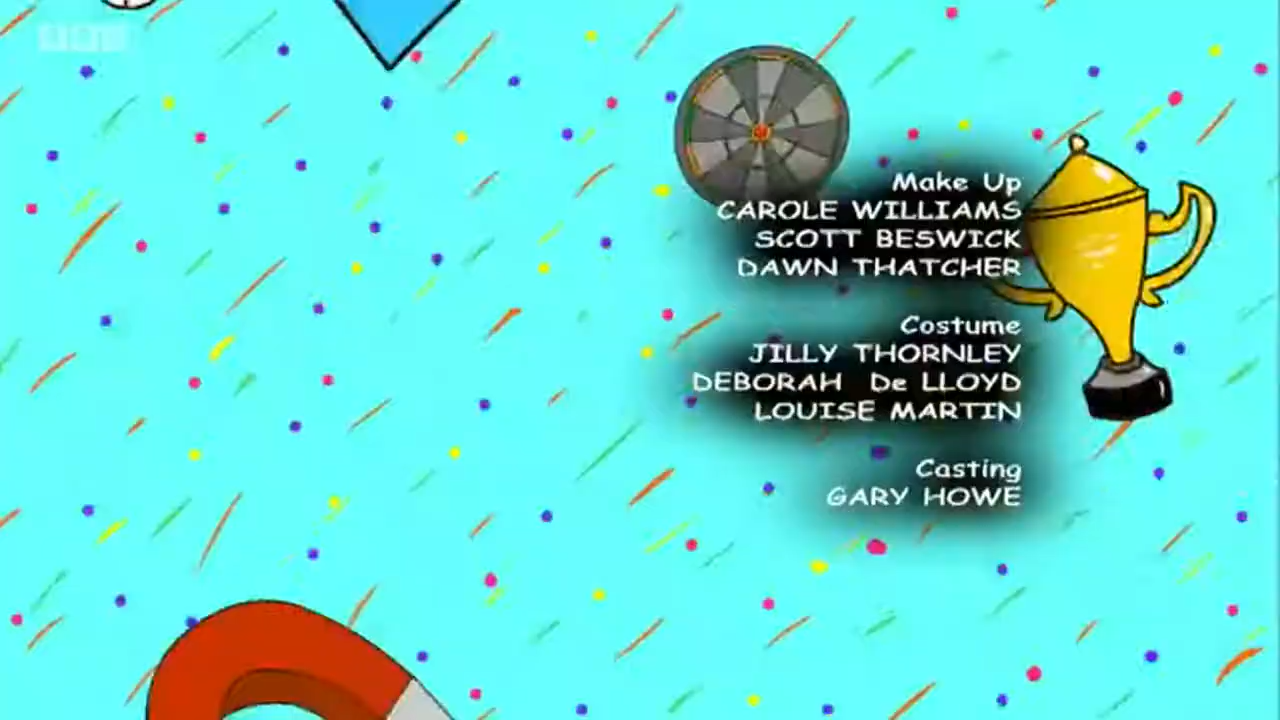 BBC
Make Up
CAROLE WILLIAMS
SCOTT BESWICK
DAWN THATCHER
Costume
JILLY THORNLEY
DEBORAH De LLOYD
LOUISE MARTIN
Casting
GARY HOWE